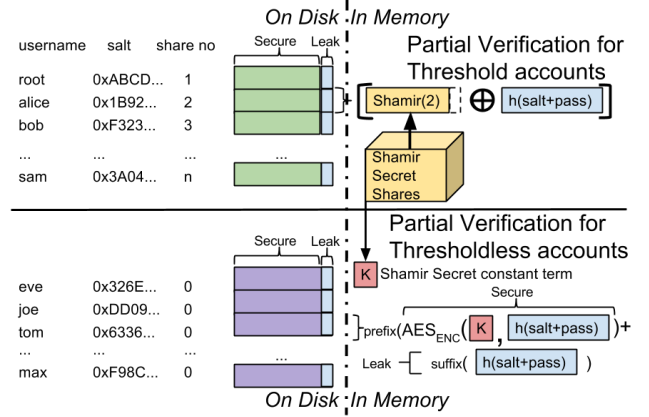 On Disk In Memory
username salt share no Secure Leak
Partial Verification for
Threshold accounts
root 0xABCD... 1
alice 0x1B92... 2 + [ Shamir(2) ⊕ h(salt+pass) ]
bob 0xF323... 3
... ... ... ...
sam 0x3A04... n
Shamir
Secret
Shares
Partial Verification for
Thresholdless accounts
Secure Leak
K Shamir Secret constant term
eve 0x326E... 0
joe 0xDD09... 0
tom 0x6336... 0
Secure
prefix(AESENC( K , h(salt+pass) )+
... ... ... ...
max 0xF98C... 0
Leak suffix( h(salt+pass) )
On Disk In Memory